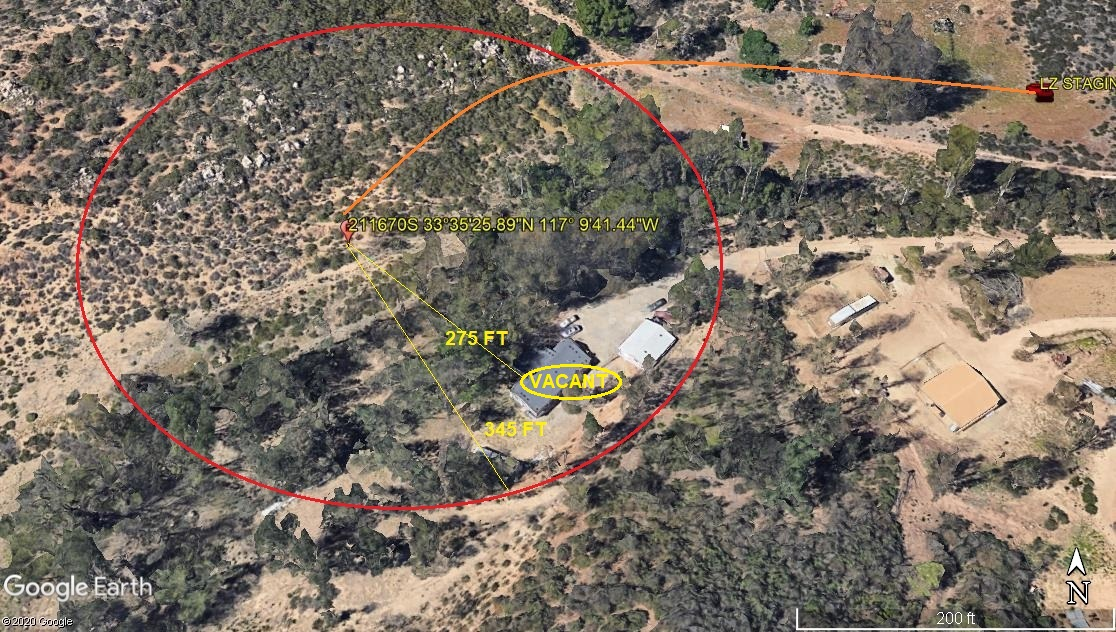 LZ STAGIN
211670S 33°35'25.89"N 117° 9'41.44"W
275 FT
VACANT
345 FT
Google Earth
©2020 Google
N
200 ft